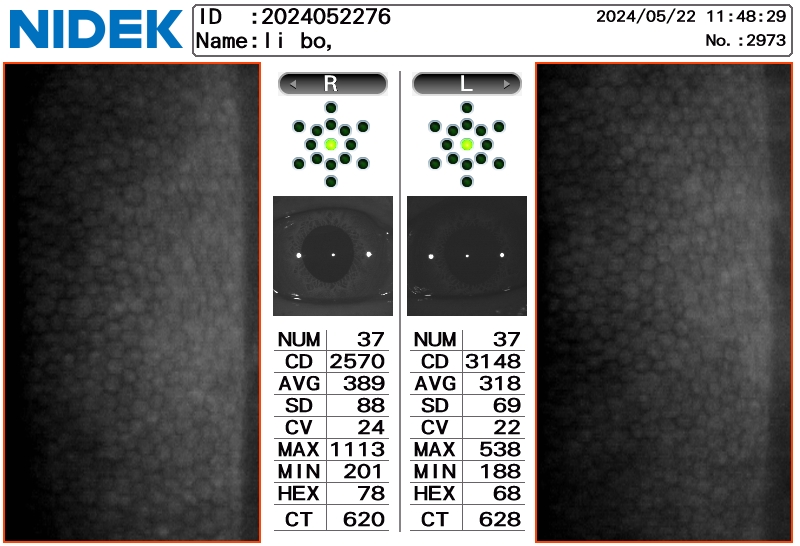 NIDEK
ID :2024052276
2024/05/22 11:48:29
Name:li bo,
No. :2973
R
L
NUM 37
CD 2570
AVG 389
SD 88
CV 24
MAX 1113
MIN 201
HEX 78
CT 620
NUM 37
CD 3148
AVG 318
SD 69
CV 22
MAX 538
MIN 188
HEX 68
CT 628